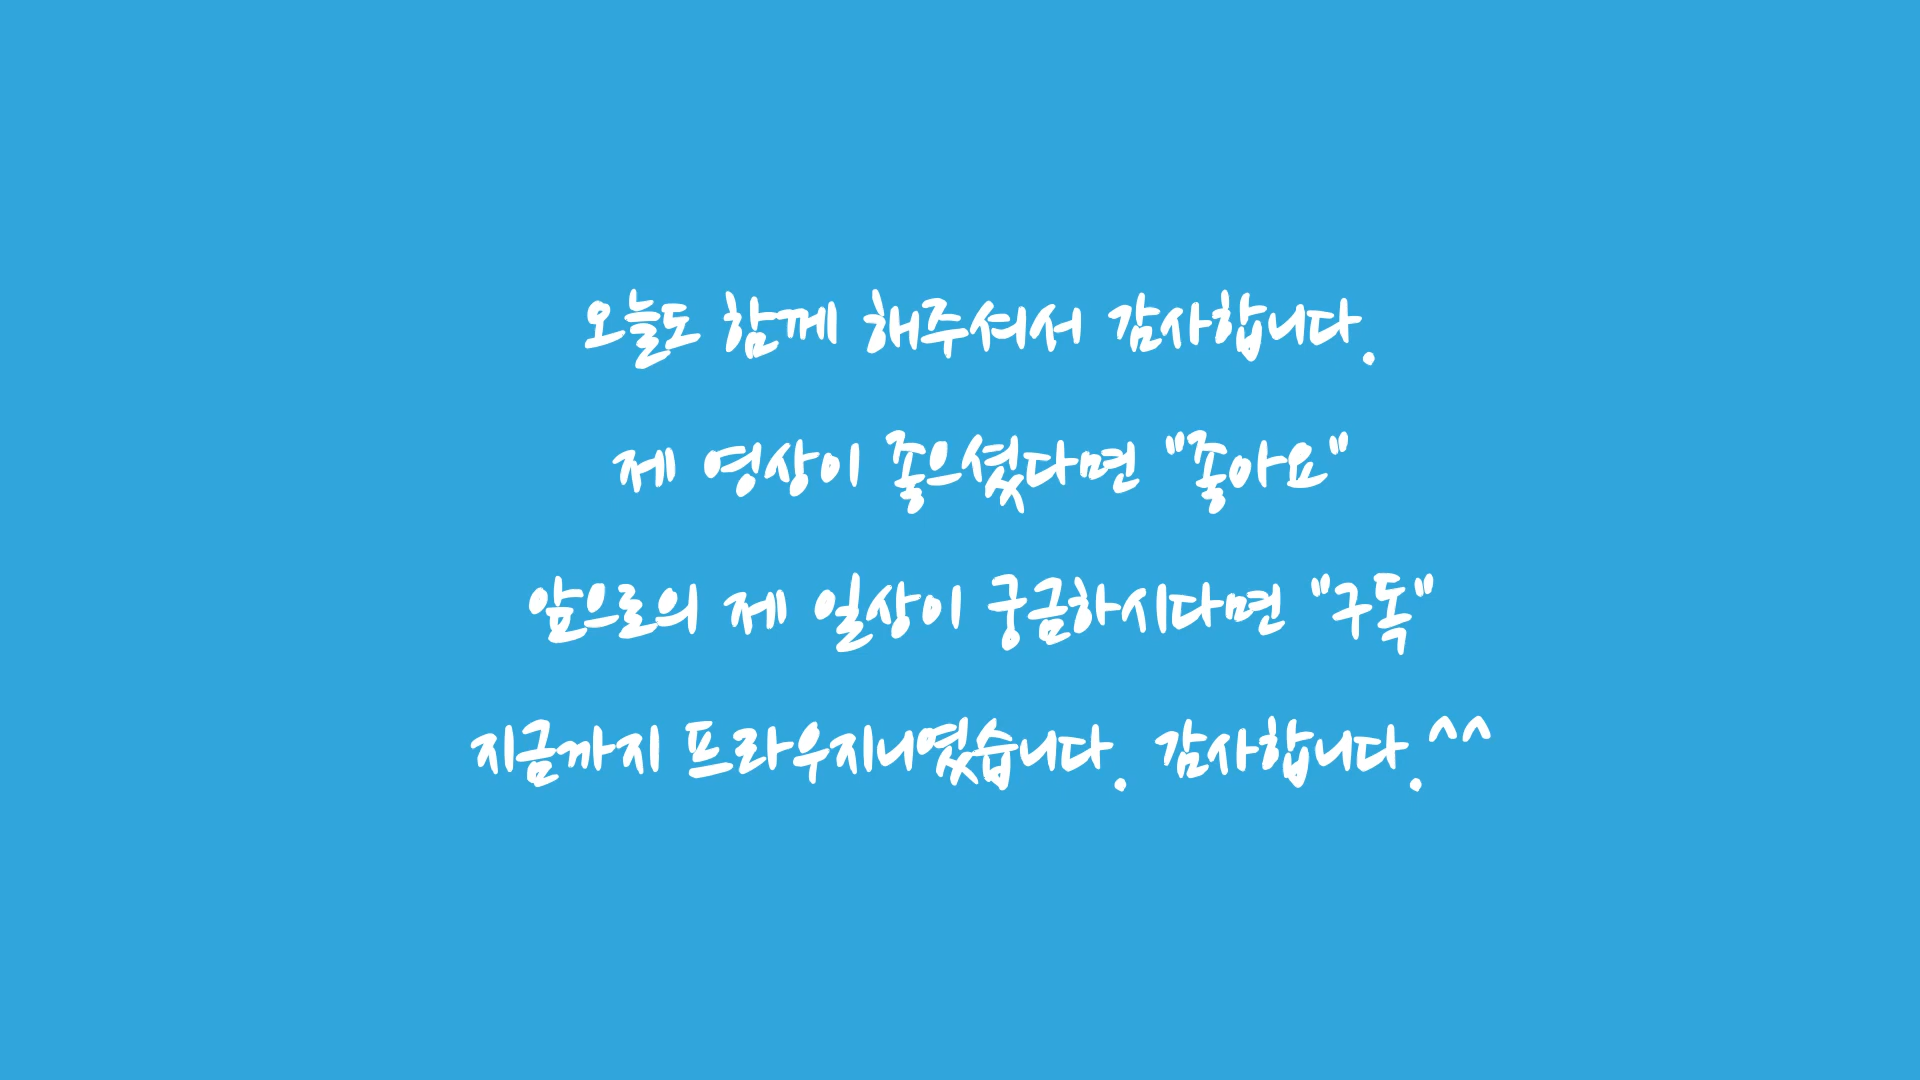 오늘도 함께 해주셔서 감사합니다.
제 영상이 좋으셨다면 "좋아요"
앞으로의 제 일상이 궁금하시다면 "구독"
지금까지 프라우지니였습니다. 감사합니다.^^